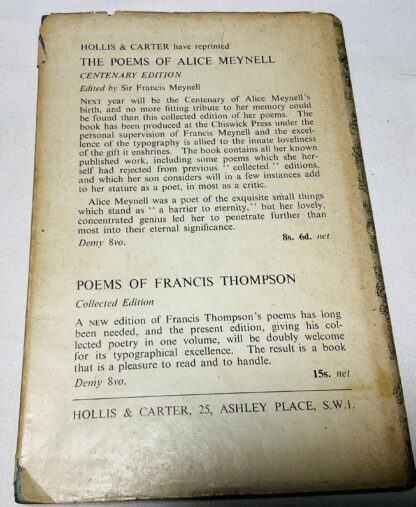 HOLLIS & CARTER have reprinted
THE POEMS OF ALICE MEYNELL
CENTENARY EDITION
Edited by Sir Francis Meynell
NEXT year will be the Centenary of Alice Meynell's
birth, and no more fitting tribute to her memory could
be found than this collected edition of her poems. The
book has been produced at the Chiswick Press under the
personal supervision of Francis Meynell and the excel-
lence of the typography is allied to the innate loveliness
of the gift it enshrines. The book contains all her known
published work, including some poems which she her-
self had rejected from previous "collected" editions,
and which her son considers will in a few instances add
to her stature as a poet, in most as a critic.
Alice Meynell was a poet of the exquisite small things
which stand as "a barrier to eternity," but her lovely,
concentrated genius led her to penetrate further than
most into their eternal significance.
Demy 8vo. 8s. 6d. net
POEMS OF FRANCIS THOMPSON
Collected Edition
A NEW edition of Francis Thompson's poems has long
been needed, and the present edition, giving his col-
lected poetry in one volume, will be doubly welcome
for its typographical excellence. The result is a book
that is a pleasure to read and to handle.
Demy 8vo. 15s. net
HOLLIS & CARTER, 25, ASHLEY PLACE, S.W.1.